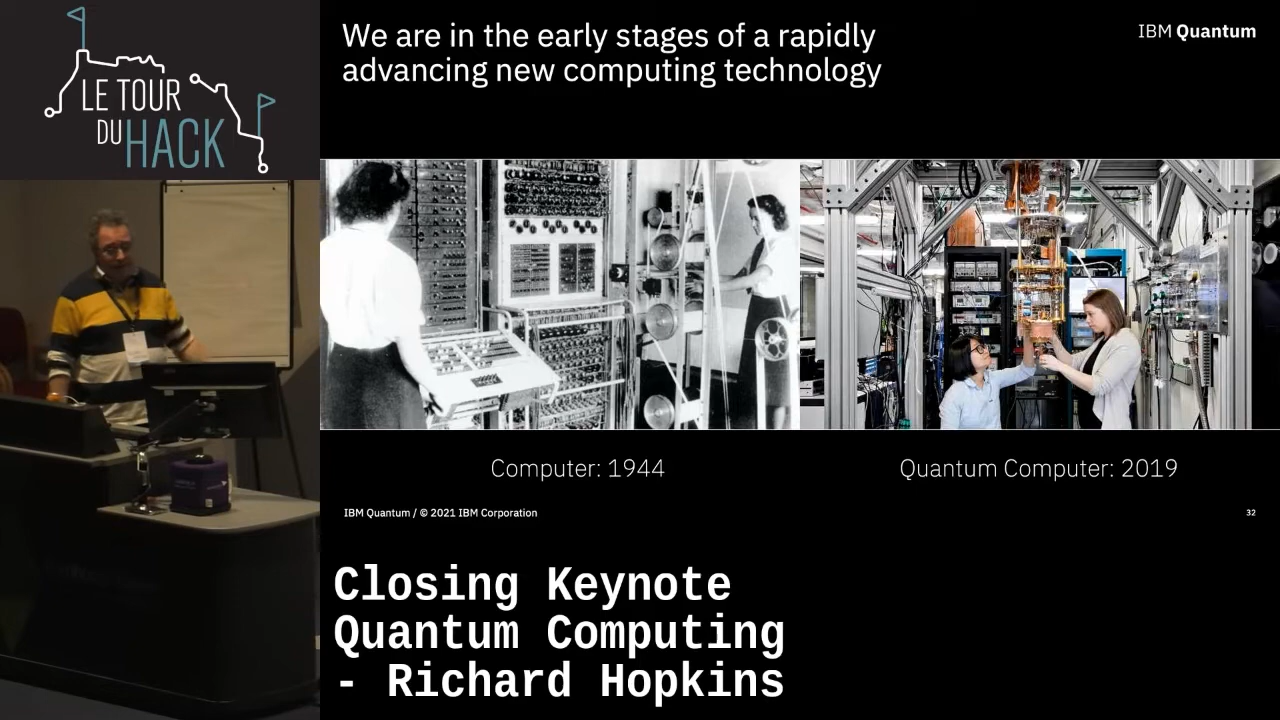 LE TOUR
DU HACK
We are in the early stages of a rapidly
advancing new computing technology
IBM Quantum
Computer: 1944
Quantum Computer: 2019
IBM Quantum / © 2021 IBM Corporation
32
Closing Keynote
Quantum Computing
- Richard Hopkins